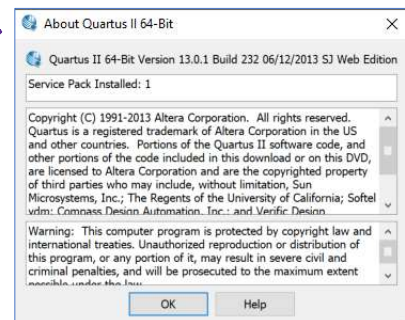 About Quartus II 64-Bit
Quartus II 64-Bit Version 13.0.1 Build 232 06/12/2013 SJ Web Edition
Service Pack Installed: 1
Copyright (C) 1991-2013 Altera Corporation. All rights reserved.
Quartus is a registered trademark of Altera Corporation in the US
and other countries. Portions of the Quartus II software code, and
other portions of the code included in this download or on this DVD,
are licensed to Altera Corporation and are the copyrighted property
of third parties who may include, without limitation, Sun
Microsystems, Inc.; The Regents of the University of California; Softel
vdm; Compass Design Automation, Inc.; and Verific Design
Warning: This computer program is protected by copyright law and
international treaties. Unauthorized reproduction or distribution of
this program, or any portion of it, may result in severe civil and
criminal penalties, and will be prosecuted to the maximum extent
possible under the law.
OK Help